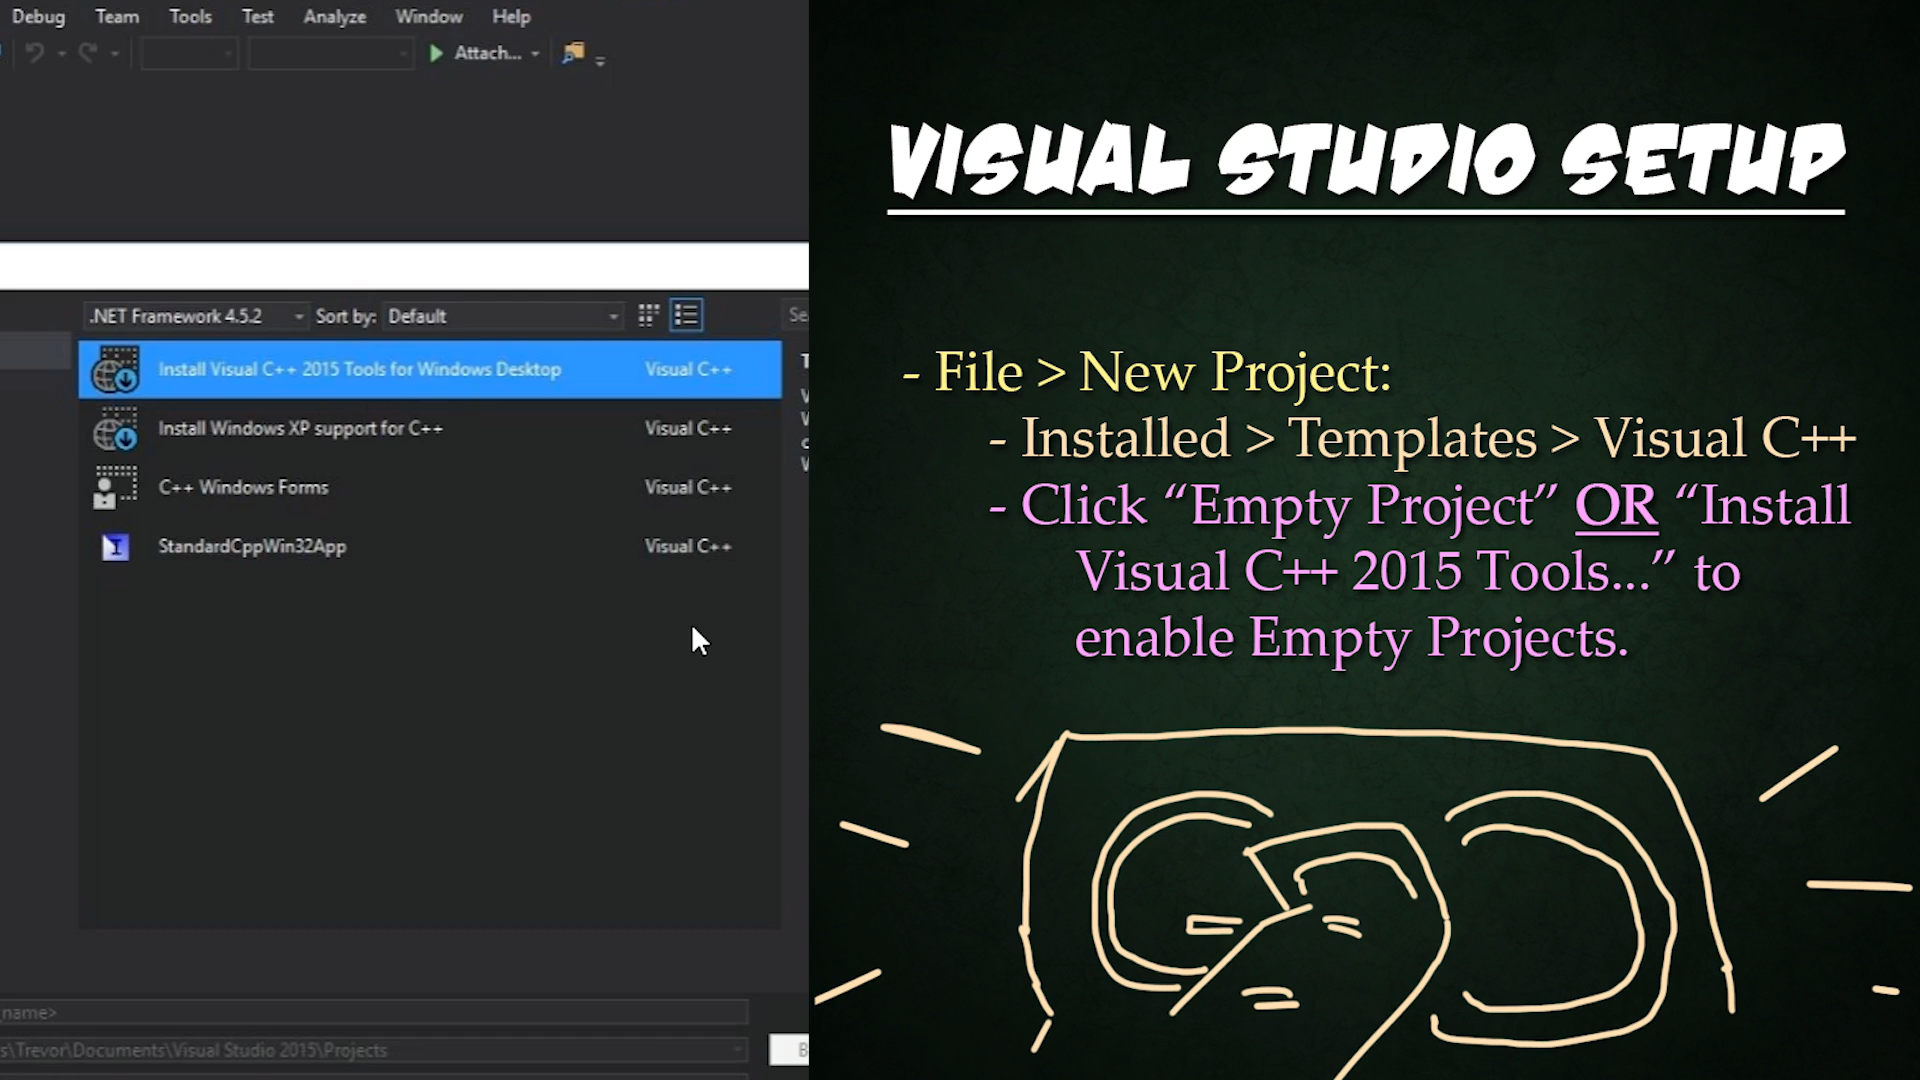 Debug Team Tools Test Analyze Window Help
Attach...
.NET Framework 4.5.2 Sort by: Default
Install Visual C++ 2015 Tools for Windows Desktop Visual C++
Install Windows XP support for C++ Visual C++
C++ Windows Forms Visual C++
StandardCppWin32App Visual C++
name>
s\Trevor\Documents\Visual Studio 2015\Projects
VISUAL STUDIO SETUP
- File > New Project:
- Installed > Templates > Visual C++
- Click “Empty Project” OR “Install
Visual C++ 2015 Tools...” to
enable Empty Projects.